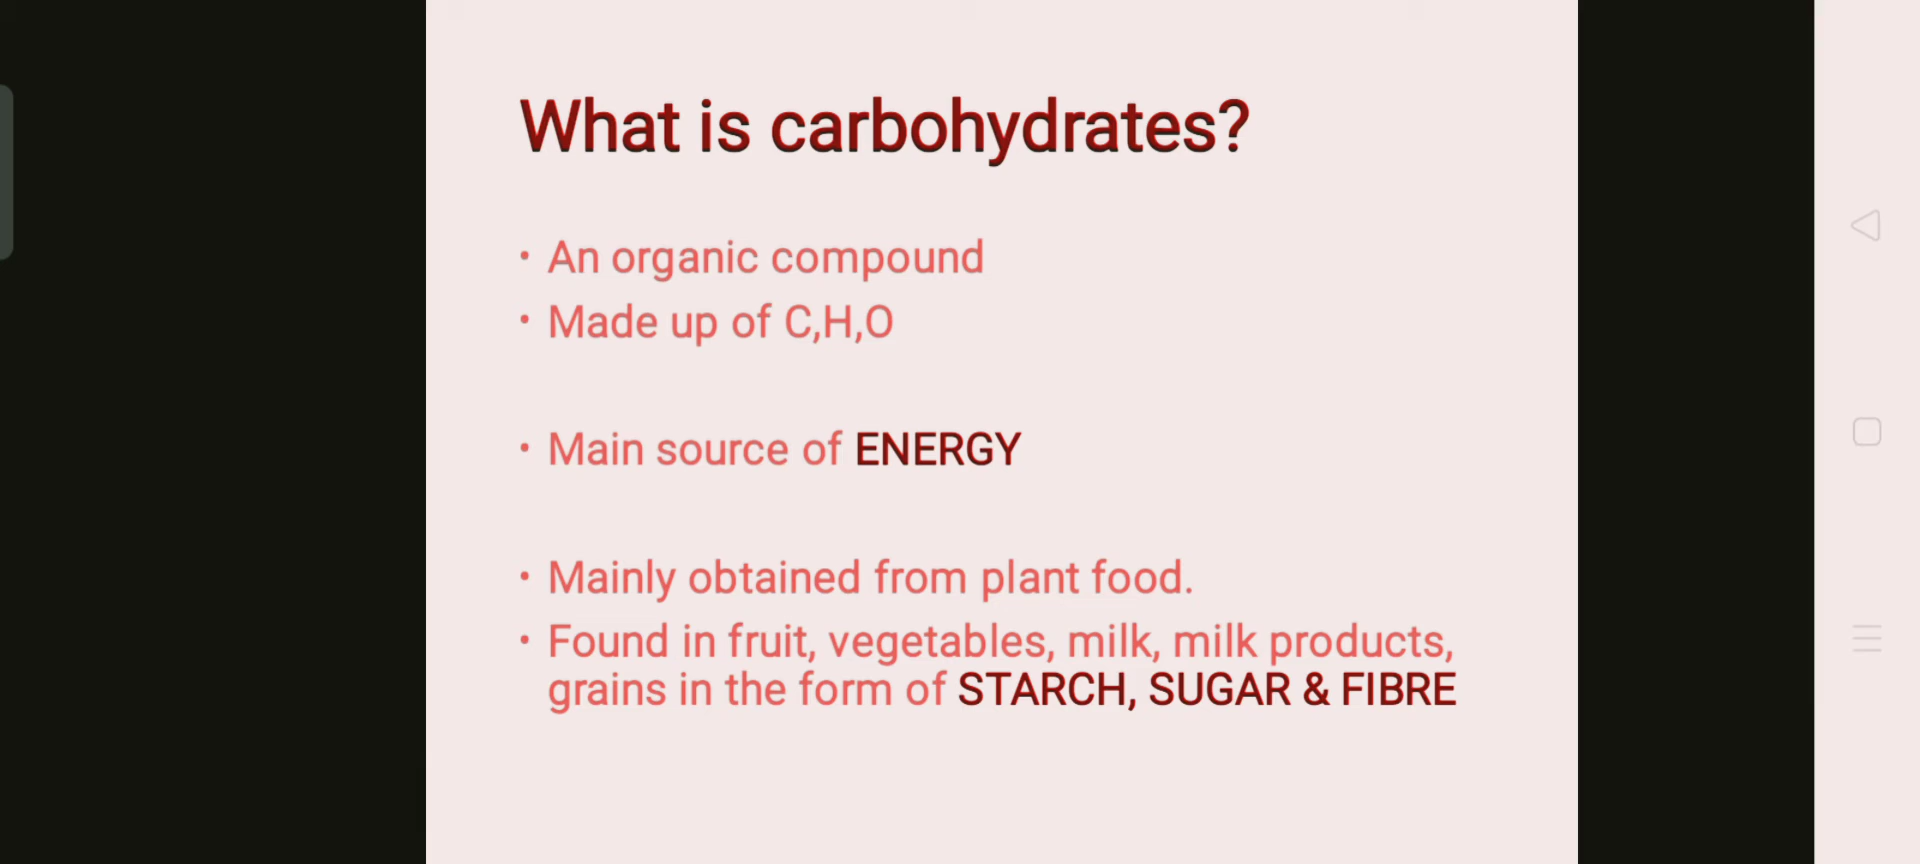 What is carbohydrates?
• An organic compound
• Made up of C,H,O
• Main source of ENERGY
• Mainly obtained from plant food.
• Found in fruit, vegetables, milk, milk products,
grains in the form of STARCH, SUGAR & FIBRE